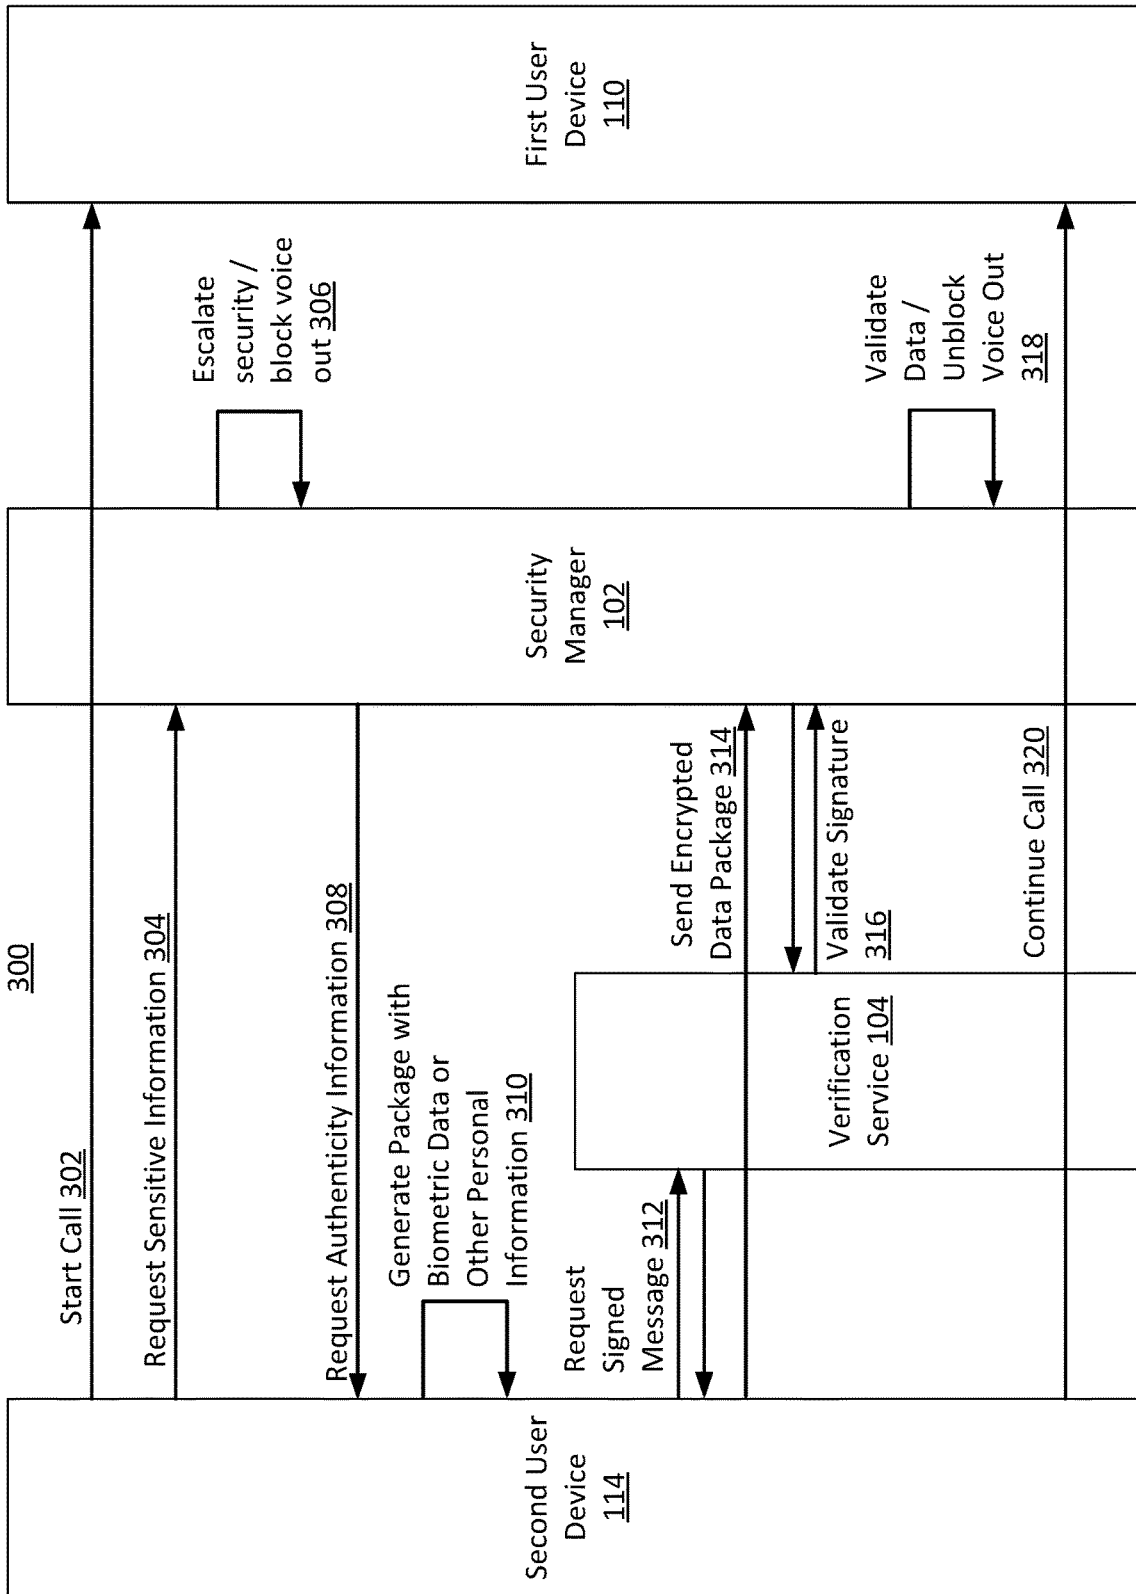 300
Second User
Device
114
Verification
Service 104
Security
Manager
102
First User
Device
110
Start Call 302
Request Sensitive Information 304
Escalate
security /
block voice
out 306
Request Authenticity Information 308
Generate Package with
Biometric Data or
Other Personal
Information 310
Request
Signed
Message 312
Send Encrypted
Data Package 314
Validate Signature
316
Validate
Data /
Unblock
Voice Out
318
Continue Call 320